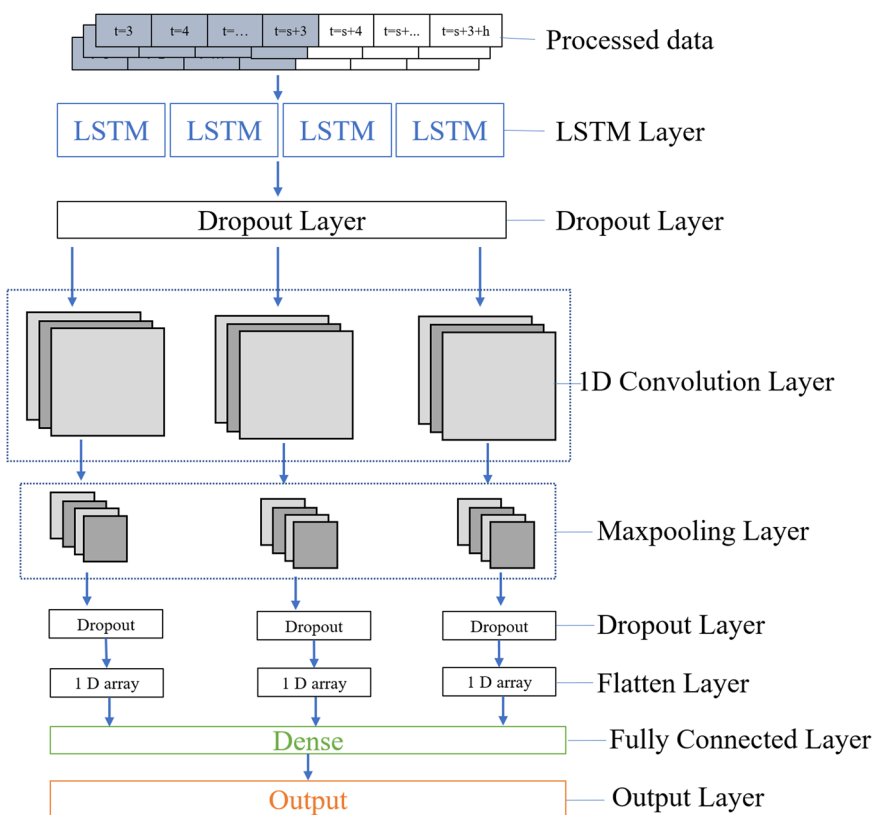 t=3 t=4 t=... t=s+3 t=s+4 t=s+... t=s+3+h
Processed data
LSTM LSTM LSTM LSTM
LSTM Layer
Dropout Layer
Dropout Layer
1D Convolution Layer
Maxpooling Layer
Dropout Dropout Dropout
Dropout Layer
1 D array 1 D array 1 D array
Flatten Layer
Dense
Fully Connected Layer
Output
Output Layer